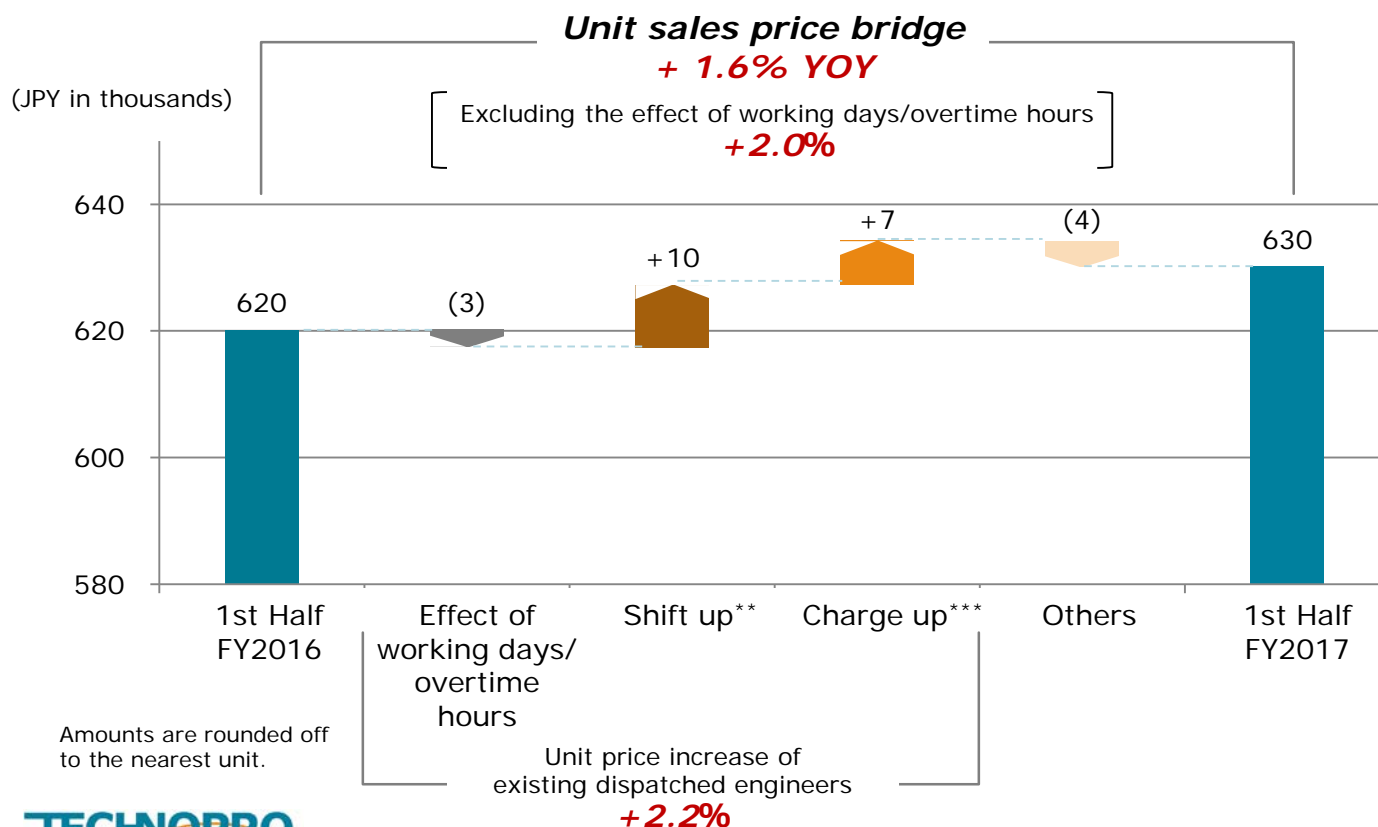 Unit sales price bridge
+ 1.6% YOY
(JPY in thousands)
Excluding the effect of working days/overtime hours
+2.0%
640
620
600
580
620
(3)
+10
+7
(4)
630
1st Half
FY2016
Effect of
working days/
overtime
hours
Shift up**
Charge up***
Others
1st Half
FY2017
Amounts are rounded off
to the nearest unit.
Unit price increase of
existing dispatched engineers
+2.2%
TECHNOPRO